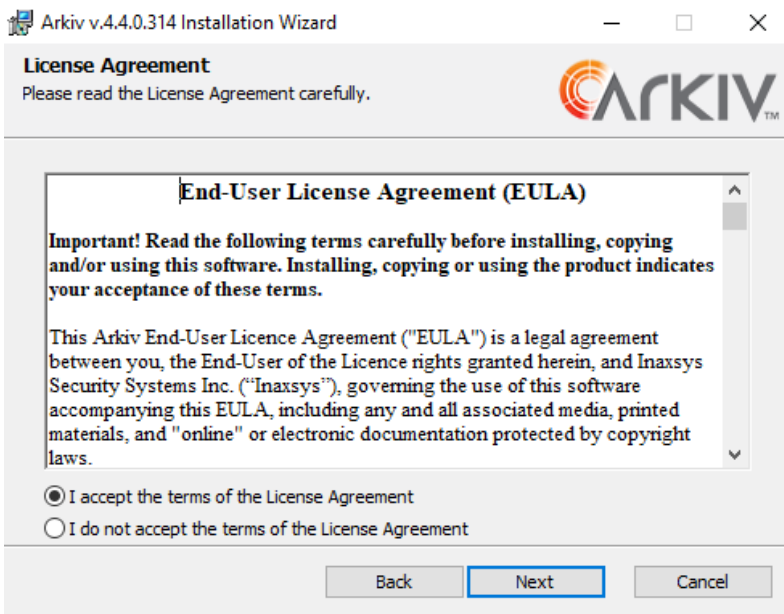 Arkiv v.4.4.0.314 Installation Wizard
License Agreement
Please read the License Agreement carefully.
ARKIV TM
End-User License Agreement (EULA)
Important! Read the following terms carefully before installing, copying
and/or using this software. Installing, copying or using the product indicates
your acceptance of these terms.
This Arkiv End-User Licence Agreement ("EULA") is a legal agreement
between you, the End-User of the Licence rights granted herein, and Inaxsys
Security Systems Inc. (“Inaxsys”), governing the use of this software
accompanying this EULA, including any and all associated media, printed
materials, and "online" or electronic documentation protected by copyright
laws.
I accept the terms of the License Agreement
I do not accept the terms of the License Agreement
Back Next Cancel